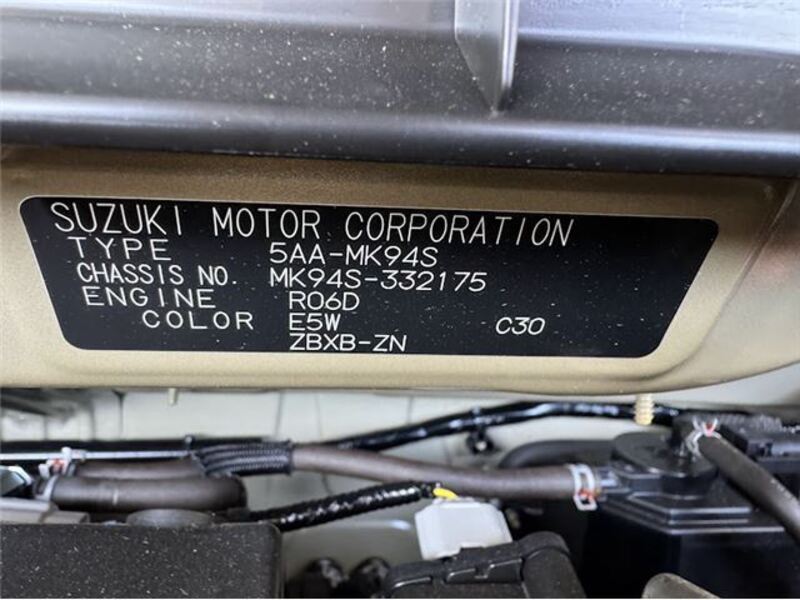 SUZUKI MOTOR CORPORATION
TYPE 5AA-MK94S
CHASSIS NO. MK94S-332175
ENGINE R06D
COLOR E5W C30
ZBXB-ZN